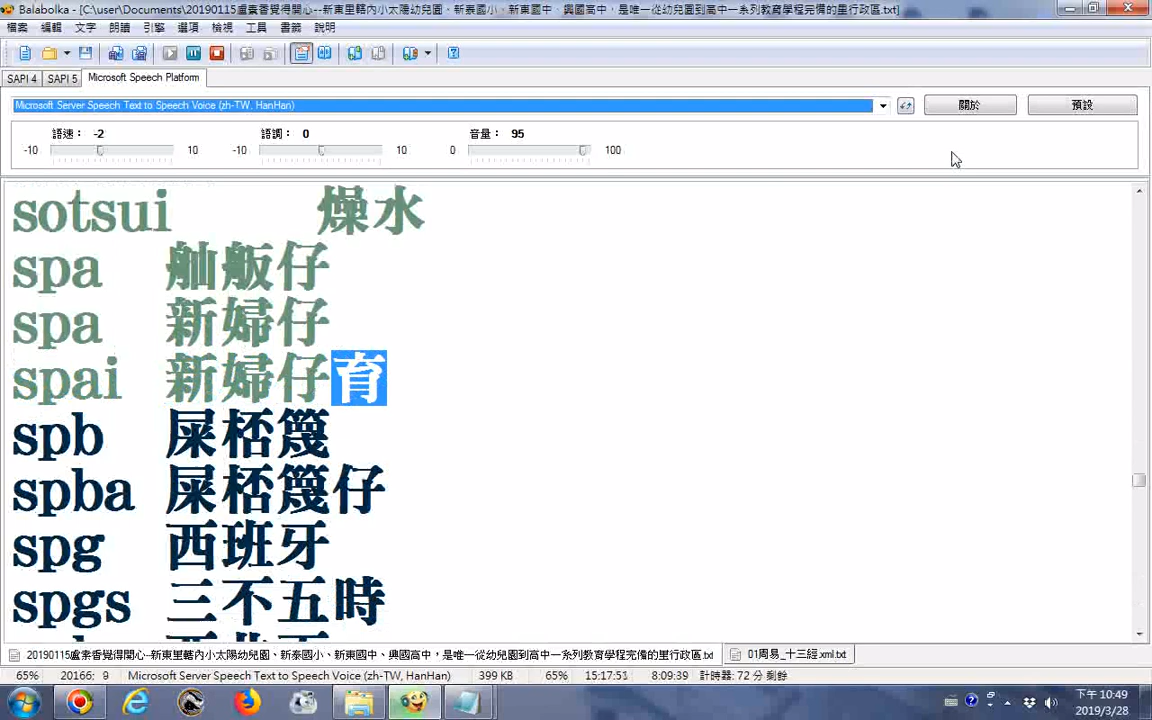 Balabolka - [C:\user\Documents\20190115盧素香覺得開心--新東里轄內小太陽幼兒園、新泰國小、新東國中、興國高中，是唯一從幼兒園到高中一系列教育學程完備的里行政區.txt]
檔案 編輯 文字 朗讀 引擎 選項 檢視 工具 書籤 說明
SAPI 4 SAPI 5 Microsoft Speech Platform
Microsoft Server Speech Text to Speech Voice (zh-TW, HanHan) 關於 預設
語速： -2 語調： 0 音量： 95
-10 10 -10 10 0 100
sotsui 燥水
spa 舢舨仔
spa 新婦仔
spai 新婦仔育
spb 屎桮篾
spba 屎桮篾仔
spg 西班牙
spgs 三不五時
20190115盧素香覺得開心--新東里轄內小太陽幼兒園、新泰國小、新東國中、興國高中，是唯一從幼兒園到高中一系列教育學程完備的里行政區.txt 01周易_十三經.xml.txt
65% 20166: 9 Microsoft Server Speech Text to Speech Voice (zh-TW, HanHan) 399 KB 65% 15:17:51 8:09:39 計時器: 72 分 剩餘
下午 10:49
2019/3/28